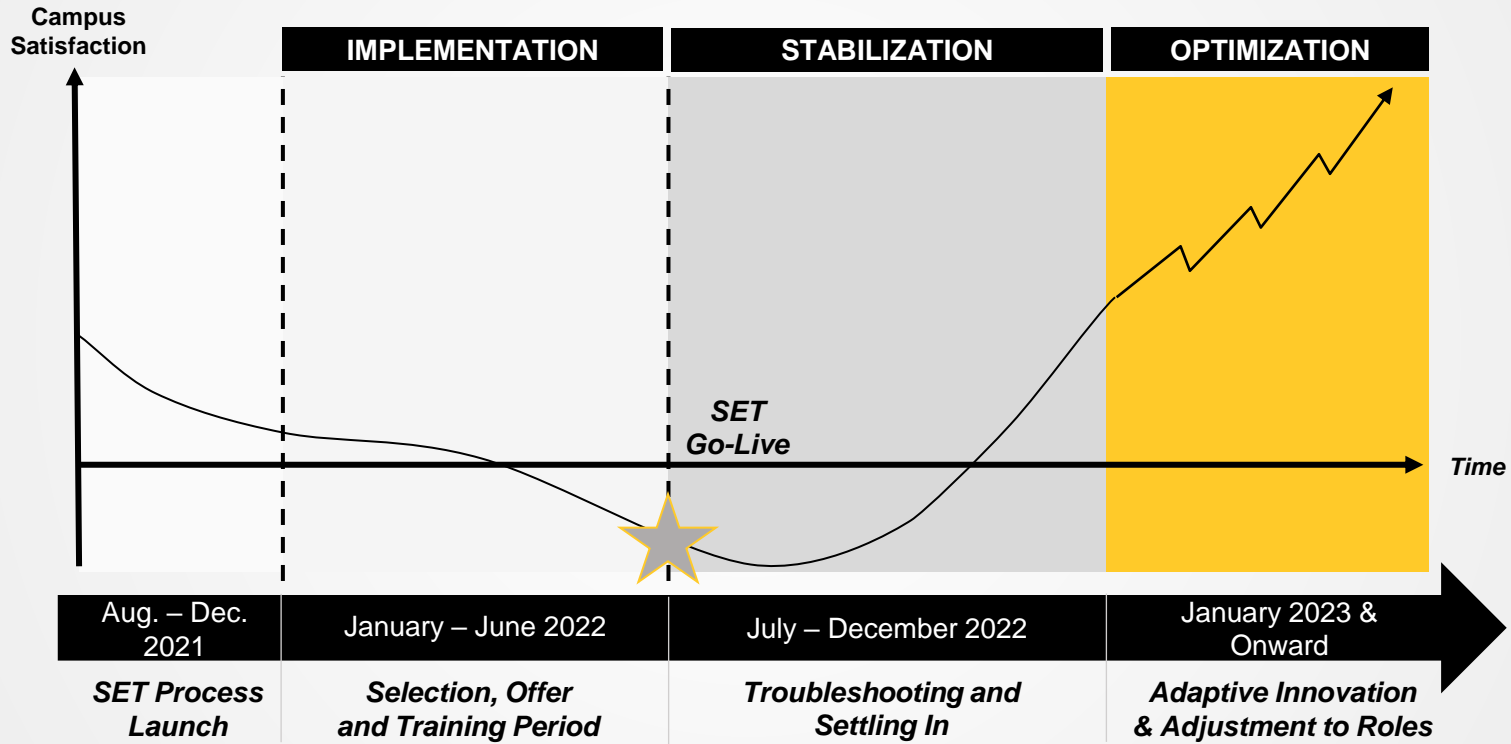 Campus
Satisfaction
IMPLEMENTATION
STABILIZATION
OPTIMIZATION
SET
Go-Live
Time
Aug. – Dec.
2021
January – June 2022
July – December 2022
January 2023 &
Onward
SET Process
Launch
Selection, Offer
and Training Period
Troubleshooting and
Settling In
Adaptive Innovation
& Adjustment to Roles